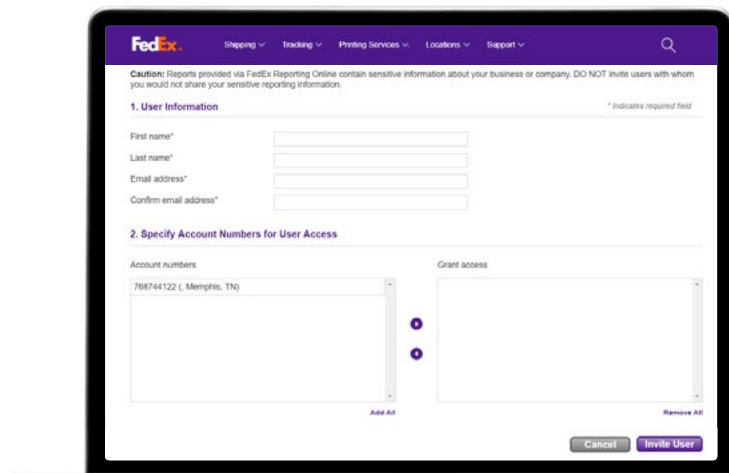 FedEx.
Shipping Tracking Printing Services Locations Support
Caution: Reports provided via FedEx Reporting Online contain sensitive information about your business or company. DO NOT invite users with whom
you would not share your sensitive reporting information.
1. User Information
* Indicates required field
First name*
Last name*
Email address*
Confirm email address*
2. Specify Account Numbers for User Access
Account numbers Grant access
768744122 (, Memphis, TN)
Add All Remove All
Cancel Invite User